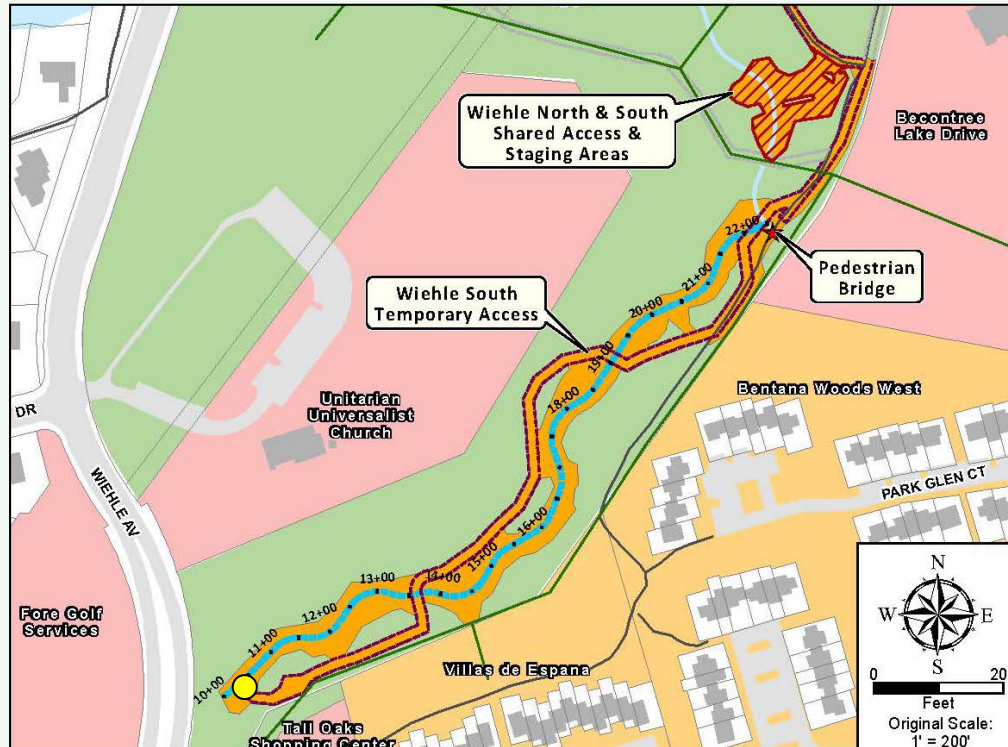 Wiehle North & South
Shared Access &
Staging Areas
Becontree
Lake Drive
22+00
Pedestrian
Bridge
21+00
20+00
Wiehle South
Temporary Access
19+00
18+00
Bentana Woods West
Unitarian
Universalist
Church
DR
WIEHLE AV
PARK GLEN CT
16+00
15+00
14+00
13+00
12+00
11+00
10+00
Fore Golf
Services
Villas de Espana
Tall Oaks
Shopping Center
N
W
E
S
0
20
Feet
Original Scale:
1' = 200'